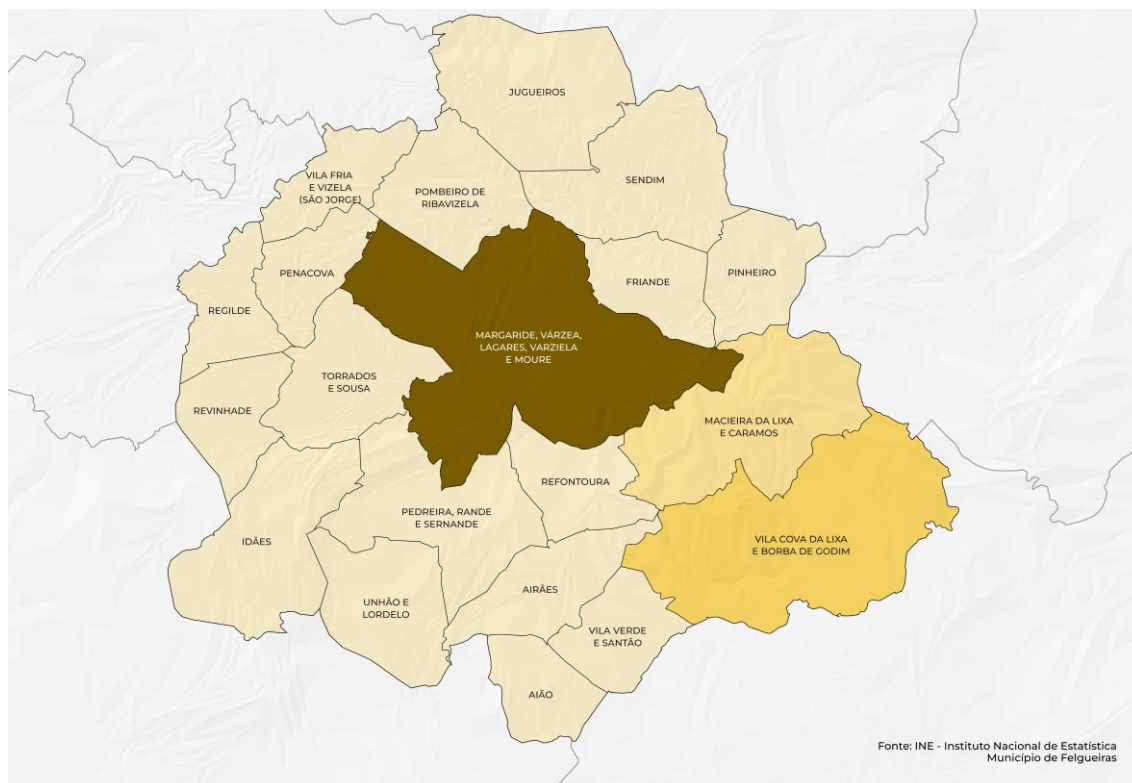 JUGUEIROS
VILA FRIA
E VIZELA
(SÃO JORGE)
POMBEIRO DE
RIBAVIZELA
SENDIM
PENACOVA
FRIANDE
PINHEIRO
REGILDE
MARGARIDE, VÁRZEA,
LAGARES, VARZIELA
E MOURE
TORRADOS
E SOUSA
REVINHADE
MACIEIRA DA LIXA
E CARAMOS
REFONTOURA
PEDREIRA, RANDE
E SERNANDE
IDÃES
VILA COVA DA LIXA
E BORBA DE GODIM
AIRÃES
UNHÃO E
LORDELO
VILA VERDE
E SANTÃO
AIÃO
Fonte: INE - Instituto Nacional de Estatística
Município de Felgueiras